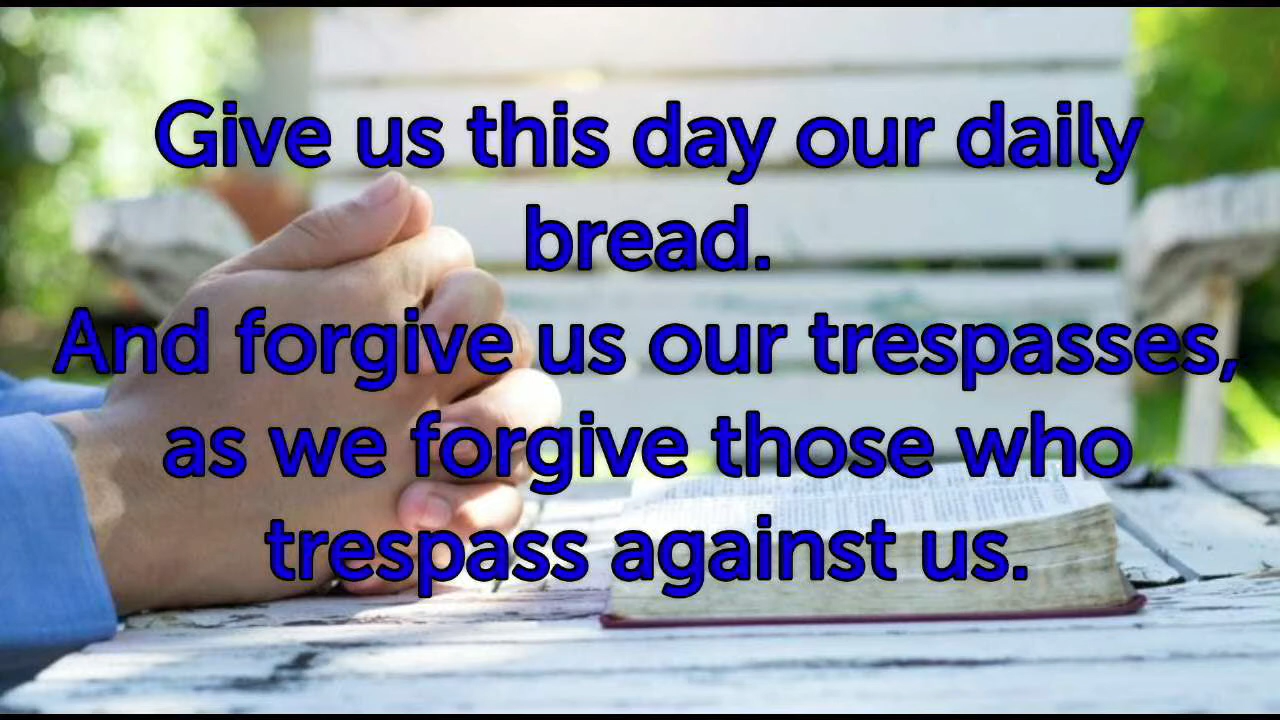 Give us this day our daily
bread.
And forgive us our trespasses,
as we forgive those who
trespass against us.